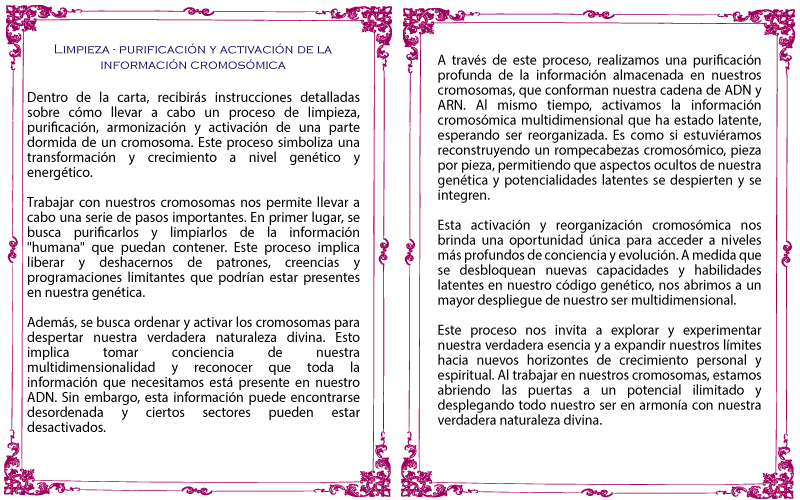 Limpieza - purificación y activación de la
información cromosómica
Dentro de la carta, recibirás instrucciones detalladas
sobre cómo llevar a cabo un proceso de limpieza,
purificación, armonización y activación de una parte
dormida de un cromosoma. Este proceso simboliza una
transformación y crecimiento a nivel genético y
energético.
Trabajar con nuestros cromosomas nos permite llevar a
cabo una serie de pasos importantes. En primer lugar, se
busca purificarlos y limpiarlos de la información
"humana" que puedan contener. Este proceso implica
liberar y deshacernos de patrones, creencias y
programaciones limitantes que podrían estar presentes
en nuestra genética.
Además, se busca ordenar y activar los cromosomas para
despertar nuestra verdadera naturaleza divina. Esto
implica tomar conciencia de nuestra
multidimensionalidad y reconocer que toda la
información que necesitamos está presente en nuestro
ADN. Sin embargo, esta información puede encontrarse
desordenada y ciertos sectores pueden estar
desactivados.
A través de este proceso, realizamos una purificación
profunda de la información almacenada en nuestros
cromosomas, que conforman nuestra cadena de ADN y
ARN. Al mismo tiempo, activamos la información
cromosómica multidimensional que ha estado latente,
esperando ser reorganizada. Es como si estuviéramos
reconstruyendo un rompecabezas cromosómico, pieza
por pieza, permitiendo que aspectos ocultos de nuestra
genética y potencialidades latentes se despierten y se
integren.
Esta activación y reorganización cromosómica nos
brinda una oportunidad única para acceder a niveles
más profundos de conciencia y evolución. A medida que
se desbloquean nuevas capacidades y habilidades
latentes en nuestro código genético, nos abrimos a un
mayor despliegue de nuestro ser multidimensional.
Este proceso nos invita a explorar y experimentar
nuestra verdadera esencia y a expandir nuestros límites
hacia nuevos horizontes de crecimiento personal y
espiritual. Al trabajar en nuestros cromosomas, estamos
abriendo las puertas a un potencial ilimitado y
desplegando todo nuestro ser en armonía con nuestra
verdadera naturaleza divina.